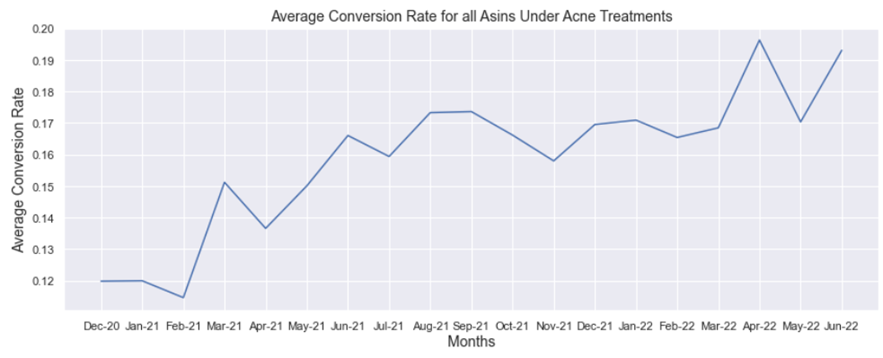 Average Conversion Rate for all Asins Under Acne Treatments
Average Conversion Rate
0.20
0.19
0.18
0.17
0.16
0.15
0.14
0.13
0.12
Dec-20 Jan-21 Feb-21 Mar-21 Apr-21 May-21 Jun-21 Jul-21 Aug-21 Sep-21 Oct-21 Nov-21 Dec-21 Jan-22 Feb-22 Mar-22 Apr-22 May-22 Jun-22
Months